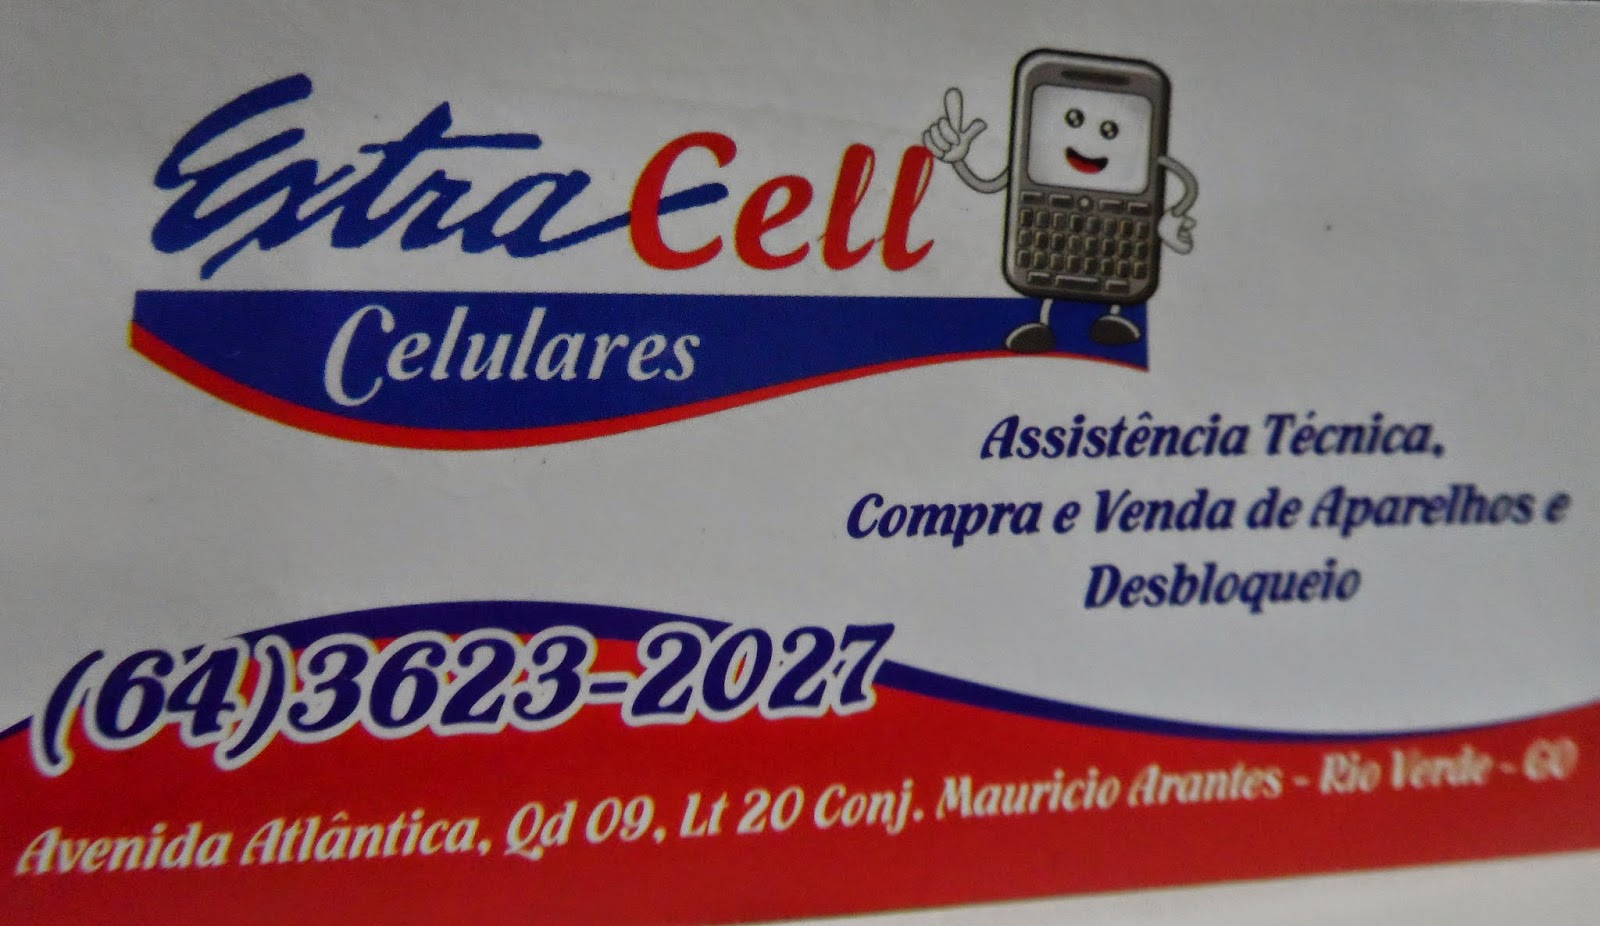 Extra Cell
Celulares
Assistência Técnica,
Compra e Venda de Aparelhos e
Desbloqueio
(64)3623-2027
Avenida Atlântica, Qd 09, Lt 20 Conj. Mauricio Arantes - Rio Verde - GO